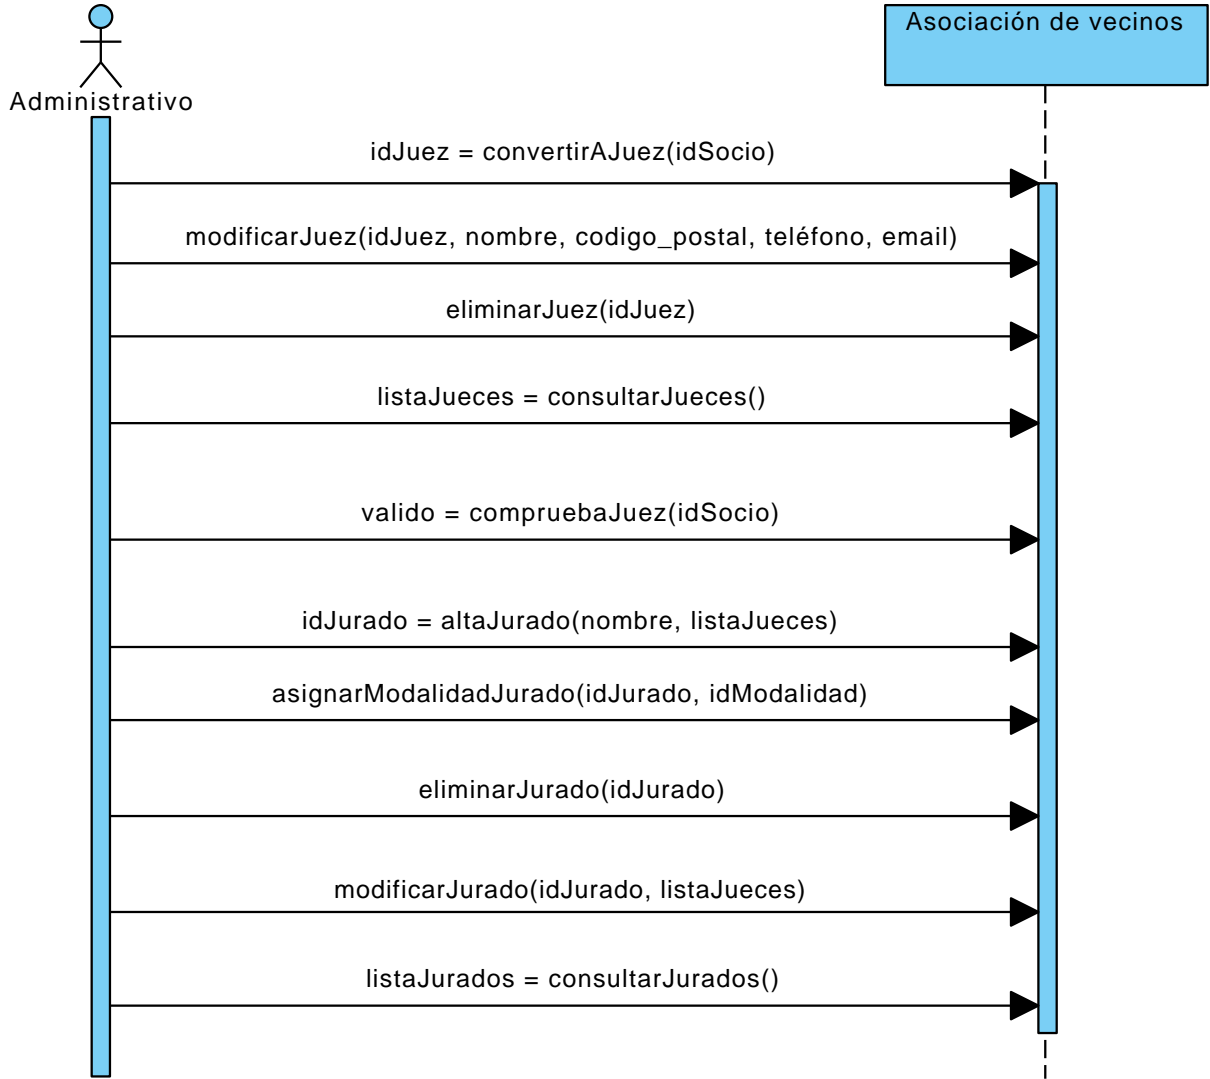 Asociación de vecinos
Administrativo
idJuez = convertirAJuez(idSocio)
modificarJuez(idJuez, nombre, codigo_postal, teléfono, email)
eliminarJuez(idJuez)
listaJueces = consultarJueces()
valido = compruebaJuez(idSocio)
idJurado = altaJurado(nombre, listaJueces)
asignarModalidadJurado(idJurado, idModalidad)
eliminarJurado(idJurado)
modificarJurado(idJurado, listaJueces)
listaJurados = consultarJurados()